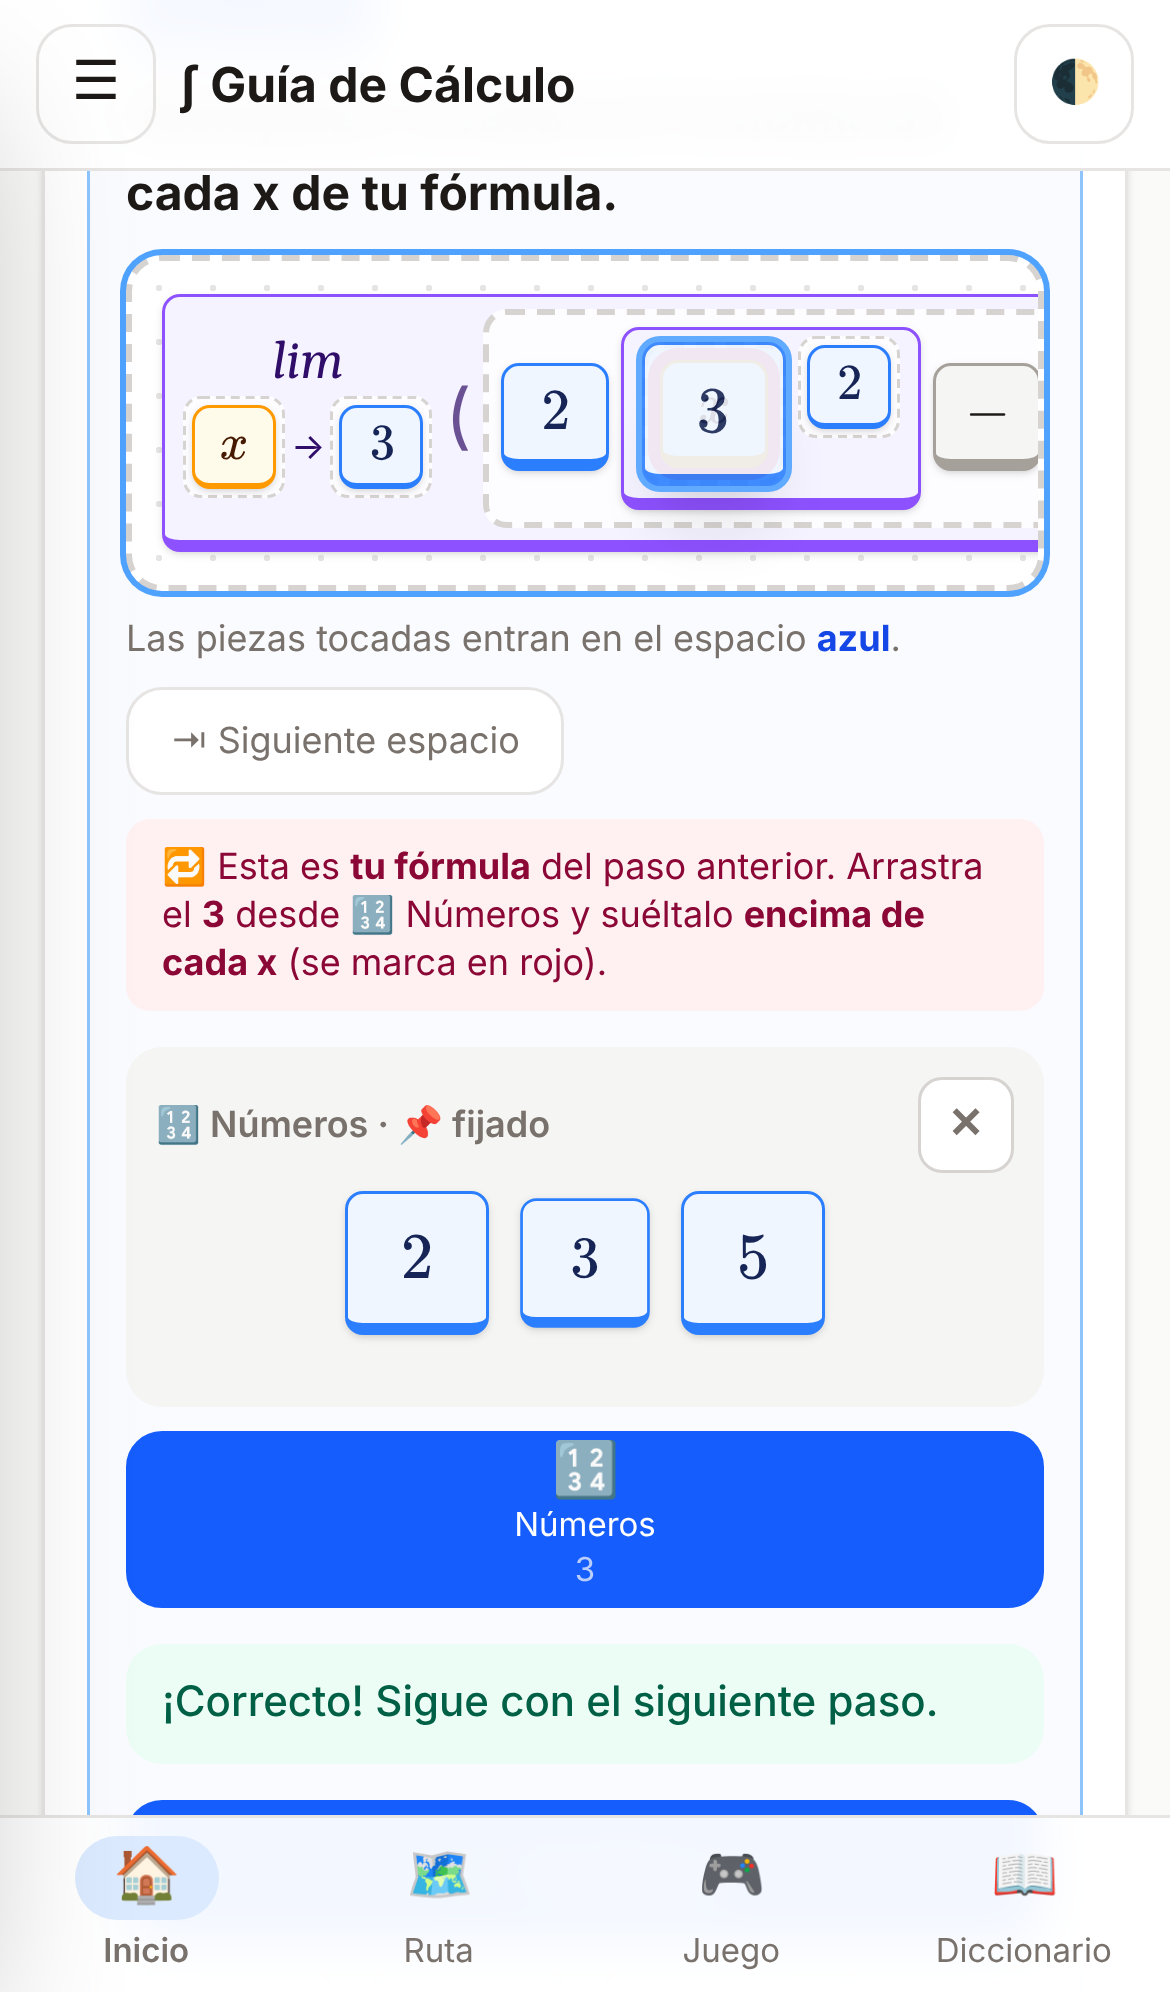 ∫ Guía de Cálculo
cada x de tu fórmula.
lim
x → 3 ( 2 3 2 −
Las piezas tocadas entran en el espacio azul.
⇥ Siguiente espacio
🔁 Esta es tu fórmula del paso anterior. Arrastra
el 3 desde 🔢 Números y suéltalo encima de
cada x (se marca en rojo).
🔢 Números · 📌 fijado ✕
2 3 5
🔢
Números
3
¡Correcto! Sigue con el siguiente paso.
Inicio Ruta Juego Diccionario